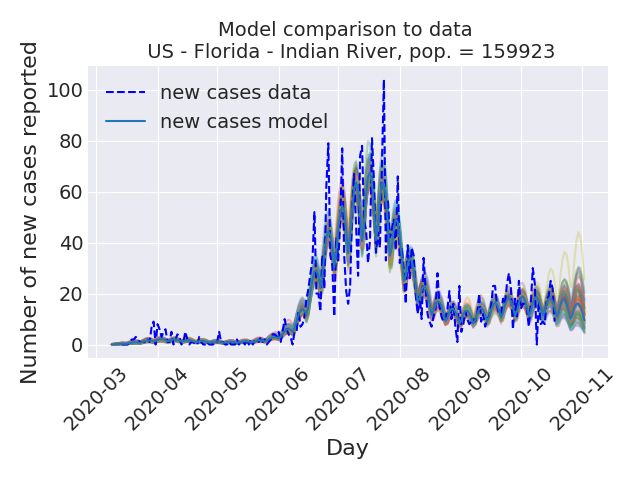 Model comparison to data
US - Florida - Indian River, pop. = 159923
Number of new cases reported
100
80
60
40
20
0
new cases data
new cases model
2020-03
2020-04
2020-05
2020-06
2020-07
2020-08
2020-09
2020-10
2020-11
Day